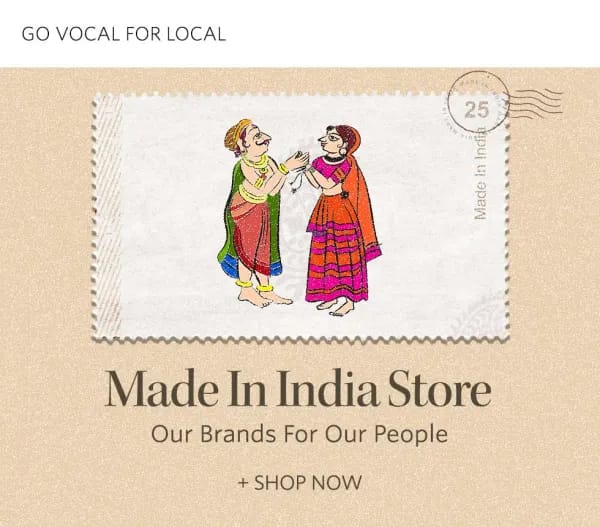 GO VOCAL FOR LOCAL
25
Made In India
Made In India Store
Our Brands For Our People
+ SHOP NOW